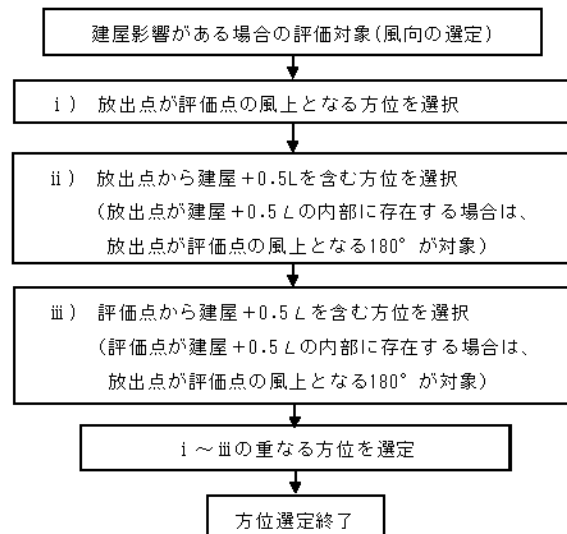 建屋影響がある場合の評価対象(風向の選定)
ⅰ) 放出点が評価点の風上となる方位を選択
ⅱ) 放出点から建屋+0.5Lを含む方位を選択
(放出点が建屋+0.5Lの内部に存在する場合は、
放出点が評価点の風上となる180°が対象)
ⅲ) 評価点から建屋+0.5Lを含む方位を選択
(評価点が建屋+0.5Lの内部に存在する場合は、
放出点が評価点の風上となる180°が対象)
ⅰ~ⅲの重なる方位を選定
方位選定終了